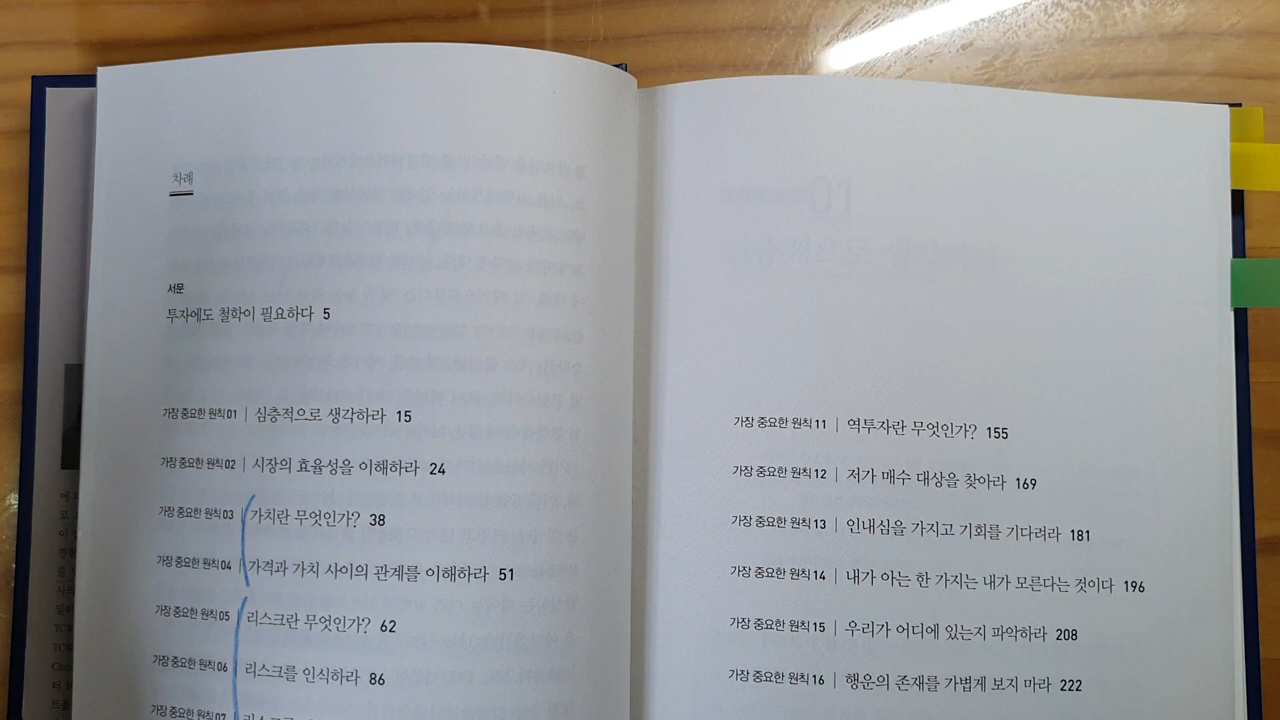 차례
서문
투자에도 철학이 필요하다 5
가장 중요한 원칙 01 | 심층적으로 생각하라 15
가장 중요한 원칙 02 | 시장의 효율성을 이해하라 24
가장 중요한 원칙 03 | 가치란 무엇인가? 38
가장 중요한 원칙 04 | 가격과 가치 사이의 관계를 이해하라 51
가장 중요한 원칙 05 | 리스크란 무엇인가? 62
가장 중요한 원칙 06 | 리스크를 인식하라 86
가장 중요한 원칙 07
가장 중요한 원칙 11 | 역투자란 무엇인가? 155
가장 중요한 원칙 12 | 저가 매수 대상을 찾아라 169
가장 중요한 원칙 13 | 인내심을 가지고 기회를 기다려라 181
가장 중요한 원칙 14 | 내가 아는 한 가지는 내가 모른다는 것이다 196
가장 중요한 원칙 15 | 우리가 어디에 있는지 파악하라 208
가장 중요한 원칙 16 | 행운의 존재를 가볍게 보지 마라 222